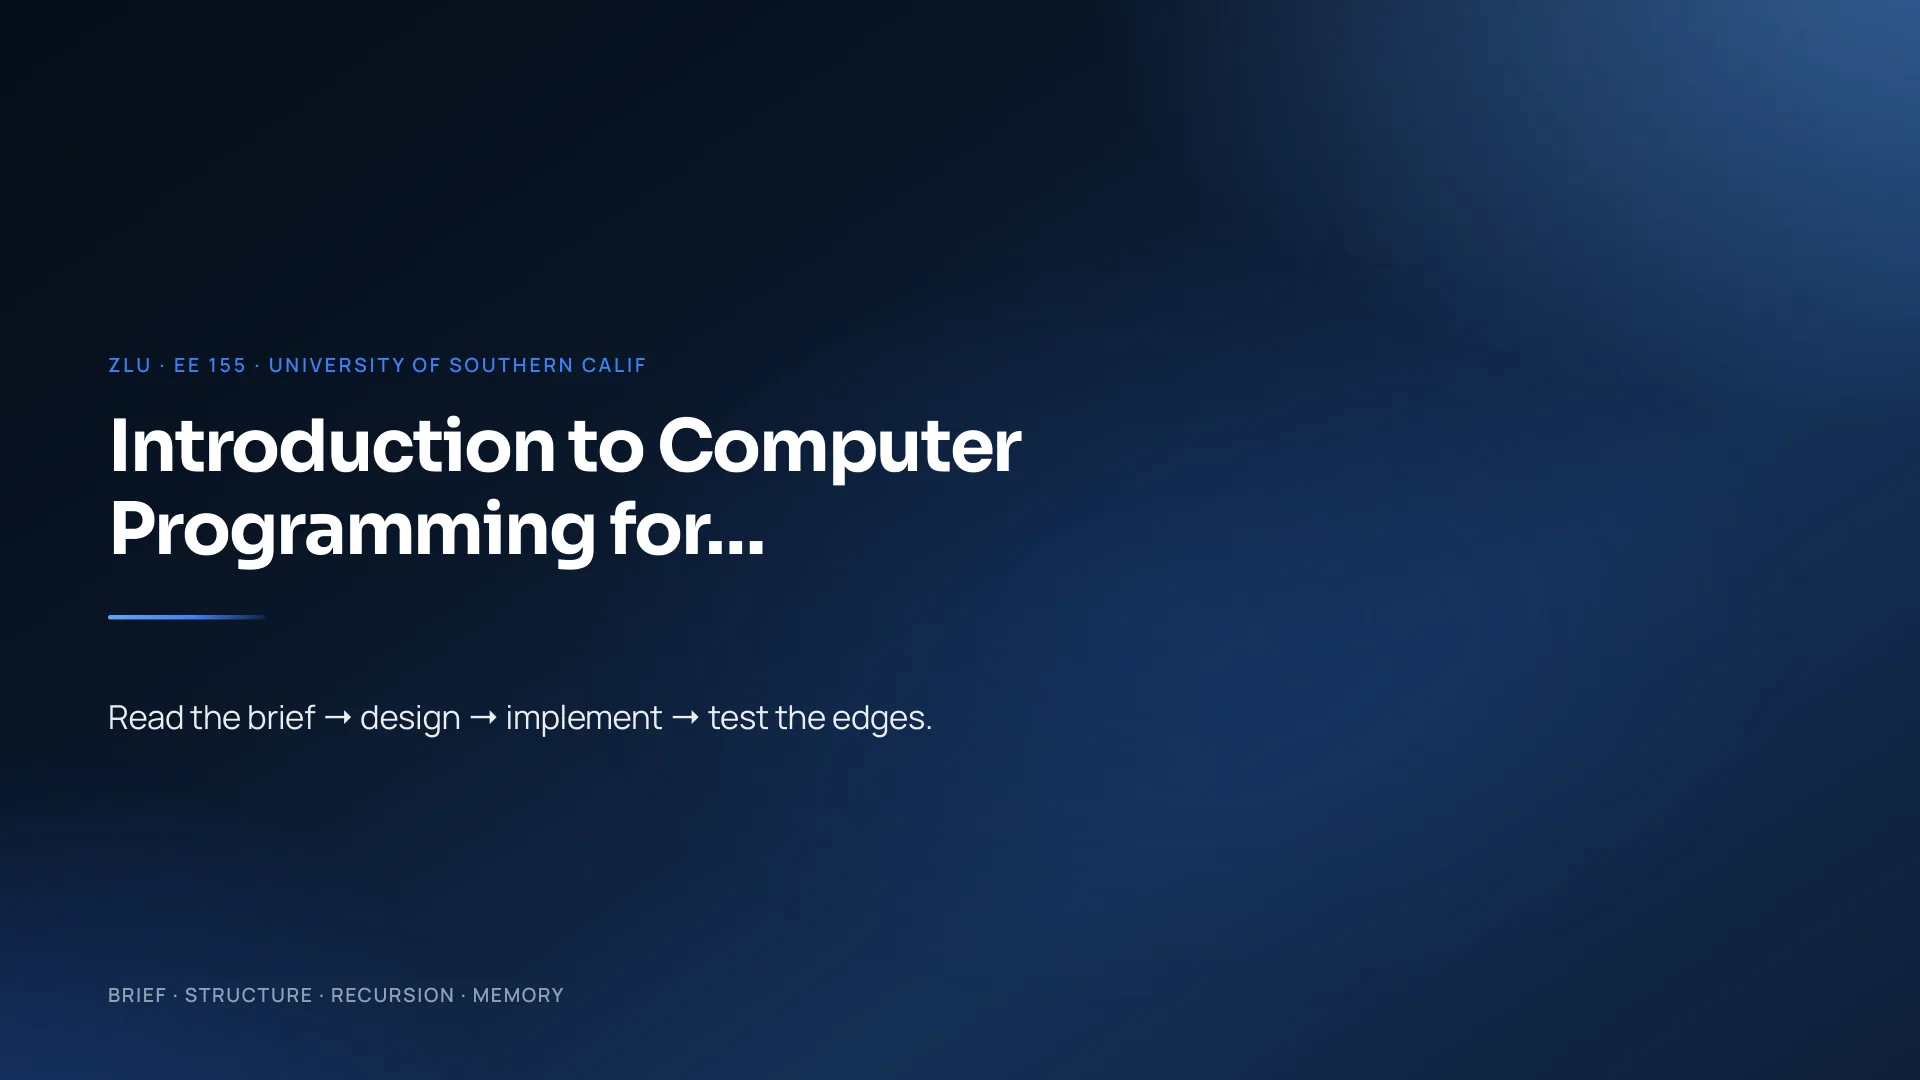 ZLU · EE 155 · UNIVERSITY OF SOUTHERN CALIF
Introduction to Computer
Programming for...
Read the brief → design → implement → test the edges.
BRIEF · STRUCTURE · RECURSION · MEMORY